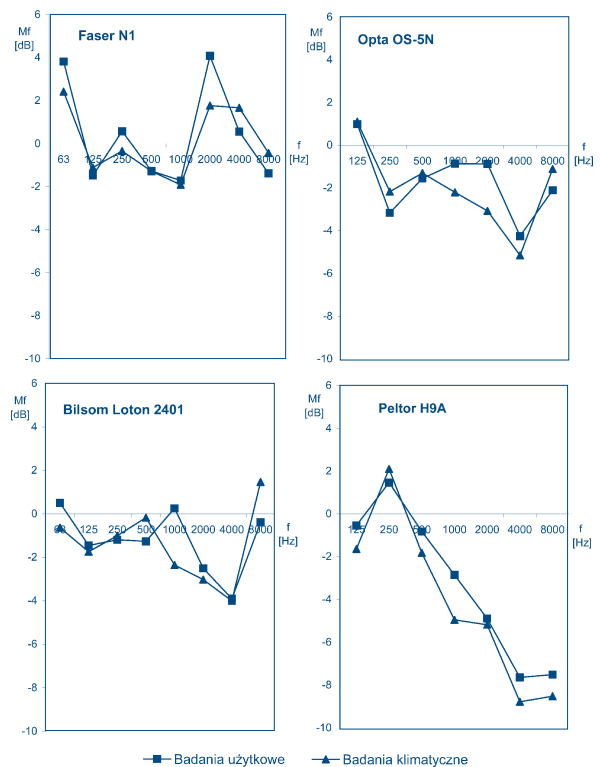 Mf
[dB]
Faser N1
6
4
2
0
-2
-4
-6
-8
-10
63 125 250 500 1000 2000 4000 8000
f
[Hz]
Mf
[dB]
Opta OS-5N
6
4
2
0
-2
-4
-6
-8
-10
125 250 500 1000 2000 4000 8000
f
[Hz]
Mf
[dB]
Bilsom Loton 2401
6
4
2
0
-2
-4
-6
-8
-10
63 125 250 500 1000 2000 4000 8000
f
[Hz]
Mf
[dB]
Peltor H9A
6
4
2
0
-2
-4
-6
-8
-10
125 250 500 1000 2000 4000 8000
f
[Hz]
Badania użytkowe Badania klimatyczne